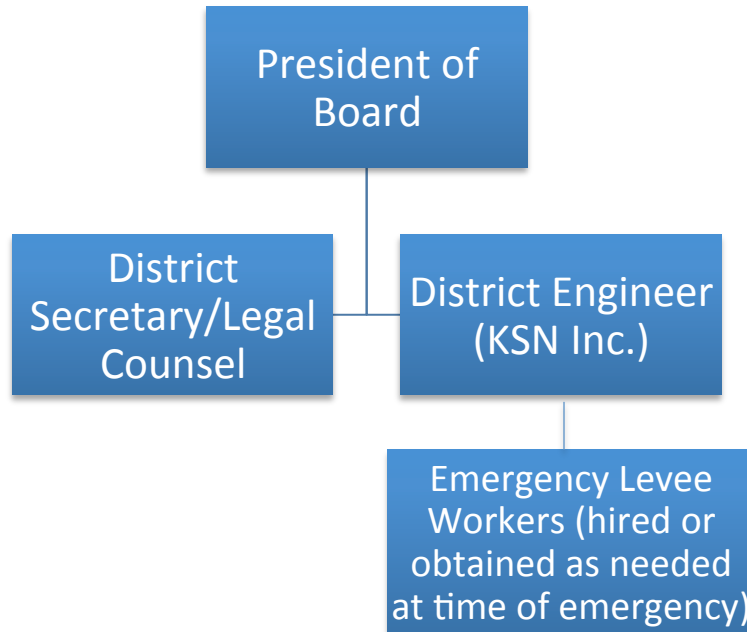 President of
Board
District
Secretary/Legal
Counsel
District Engineer
(KSN Inc.)
Emergency Levee
Workers (hired or
obtained as needed
at time of emergency)